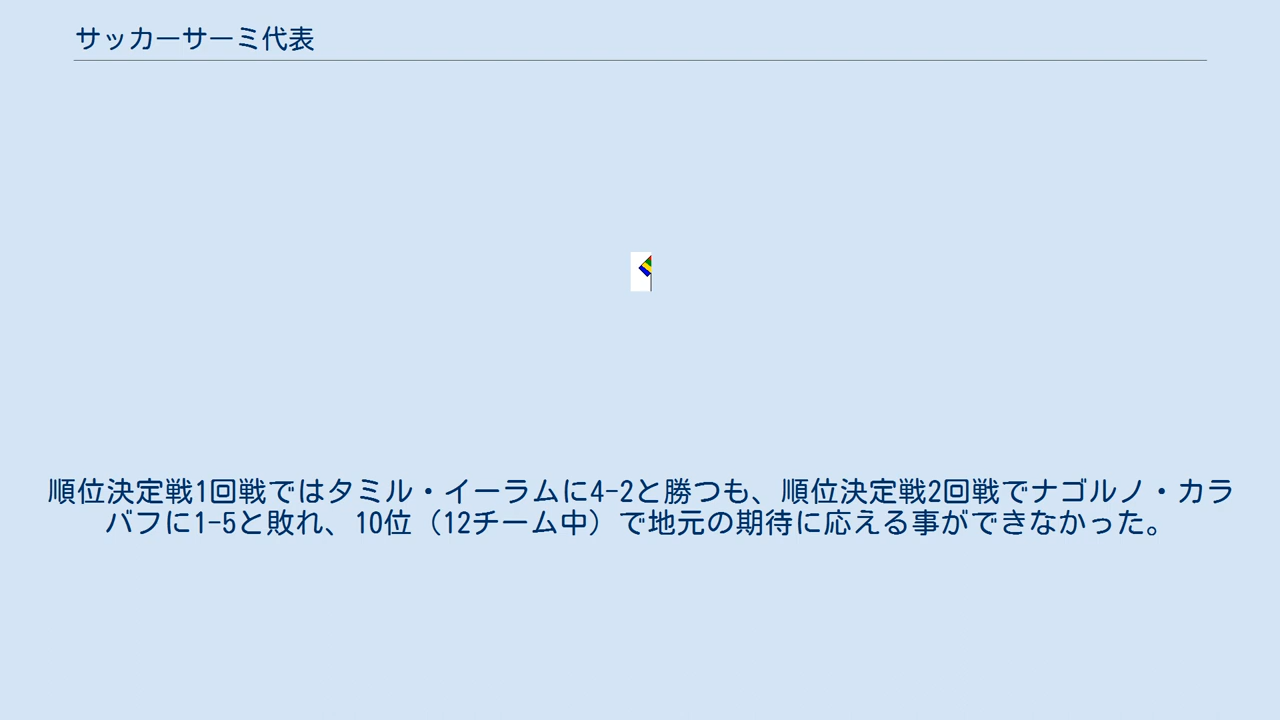 サッカーサーミ代表
順位決定戦1回戦ではタミル・イーラムに4-2と勝つも、順位決定戦2回戦でナゴルノ・カラ
バフに1-5と敗れ、10位（12チーム中）で地元の期待に応える事ができなかった。